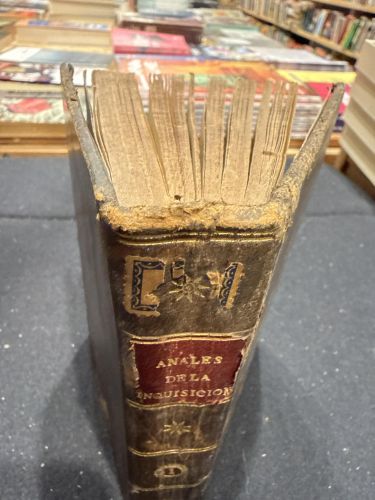 ANALES
DE LA
INQUISICION